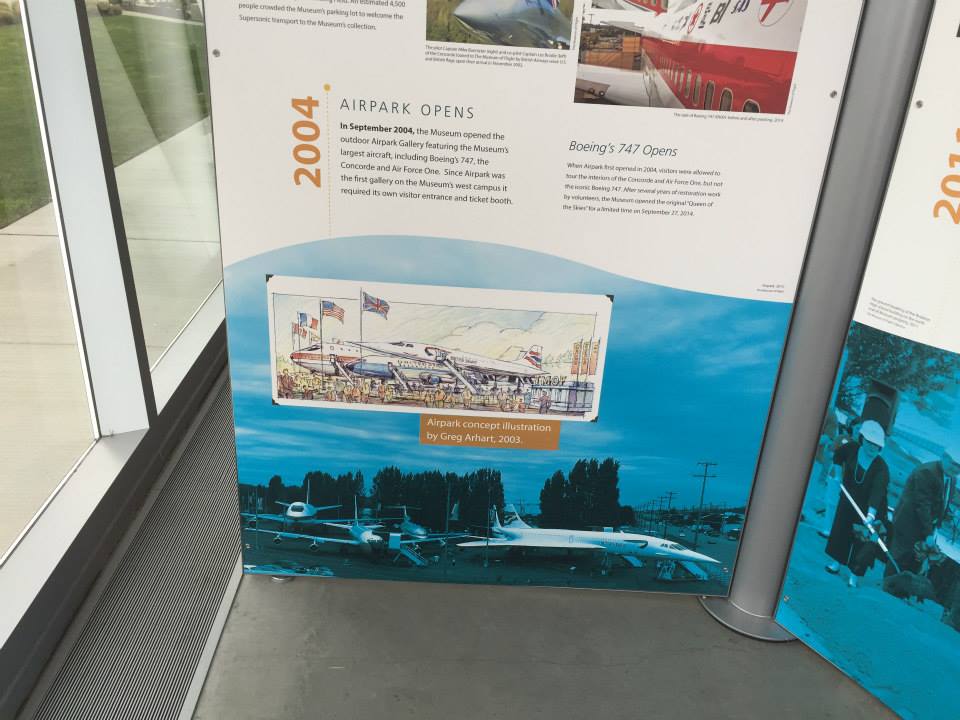 people crowded the Museum's parking lot to welcome the
Supersonic transport to the Museum's collection.
2004
AIRPARK OPENS
In September 2004, the Museum opened the
outdoor Airpark Gallery featuring the Museum's
largest aircraft, including Boeing's 747, the
Concorde and Air Force One. Since Airpark was
the first gallery on the Museum's west campus it
required its own visitor entrance and ticket booth.
Boeing's 747 Opens
When Airpark first opened in 2004, visitors were allowed to
tour the interiors of the Concorde and Air Force One, but not
the iconic Boeing 747. After several years of restoration work
by volunteers, the Museum opened the original "Queen of
the Skies" for a limited time on September 27, 2014.
Airpark concept illustration
by Greg Arhart, 2003.